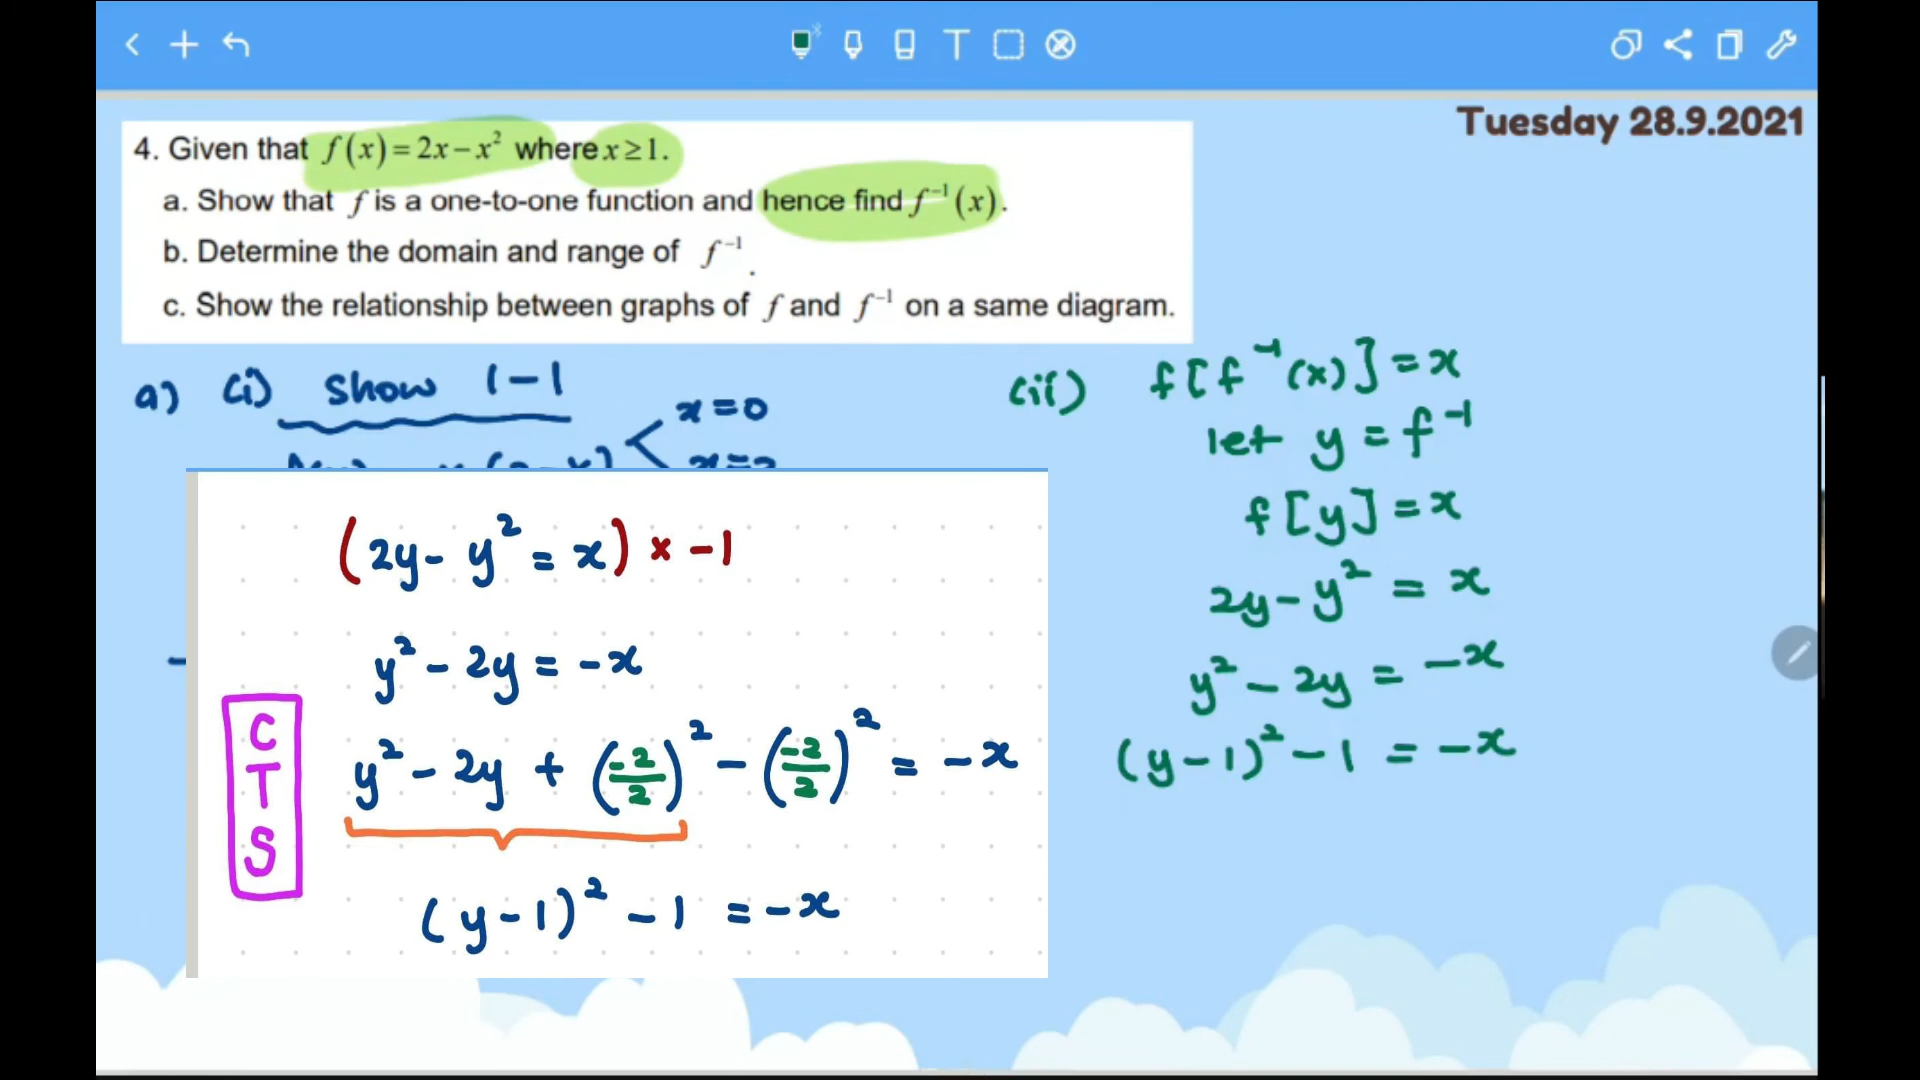 Tuesday 28.9.2021
4. Given that f(x) = 2x − x² where x ≥ 1.
a. Show that f is a one-to-one function and hence find f⁻¹(x).
b. Determine the domain and range of f⁻¹.
c. Show the relationship between graphs of f and f⁻¹ on a same diagram.
a) (i) Show 1-1
x = 0
(2y - y² = x) × -1
y² - 2y = -x
C
T
S
y² - 2y + (-2/2)² - (-2/2)² = -x
(y-1)² - 1 = -x
(ii) f[f⁻¹(x)] = x
let y = f⁻¹
f[y] = x
2y - y² = x
y² - 2y = -x
(y-1)² - 1 = -x